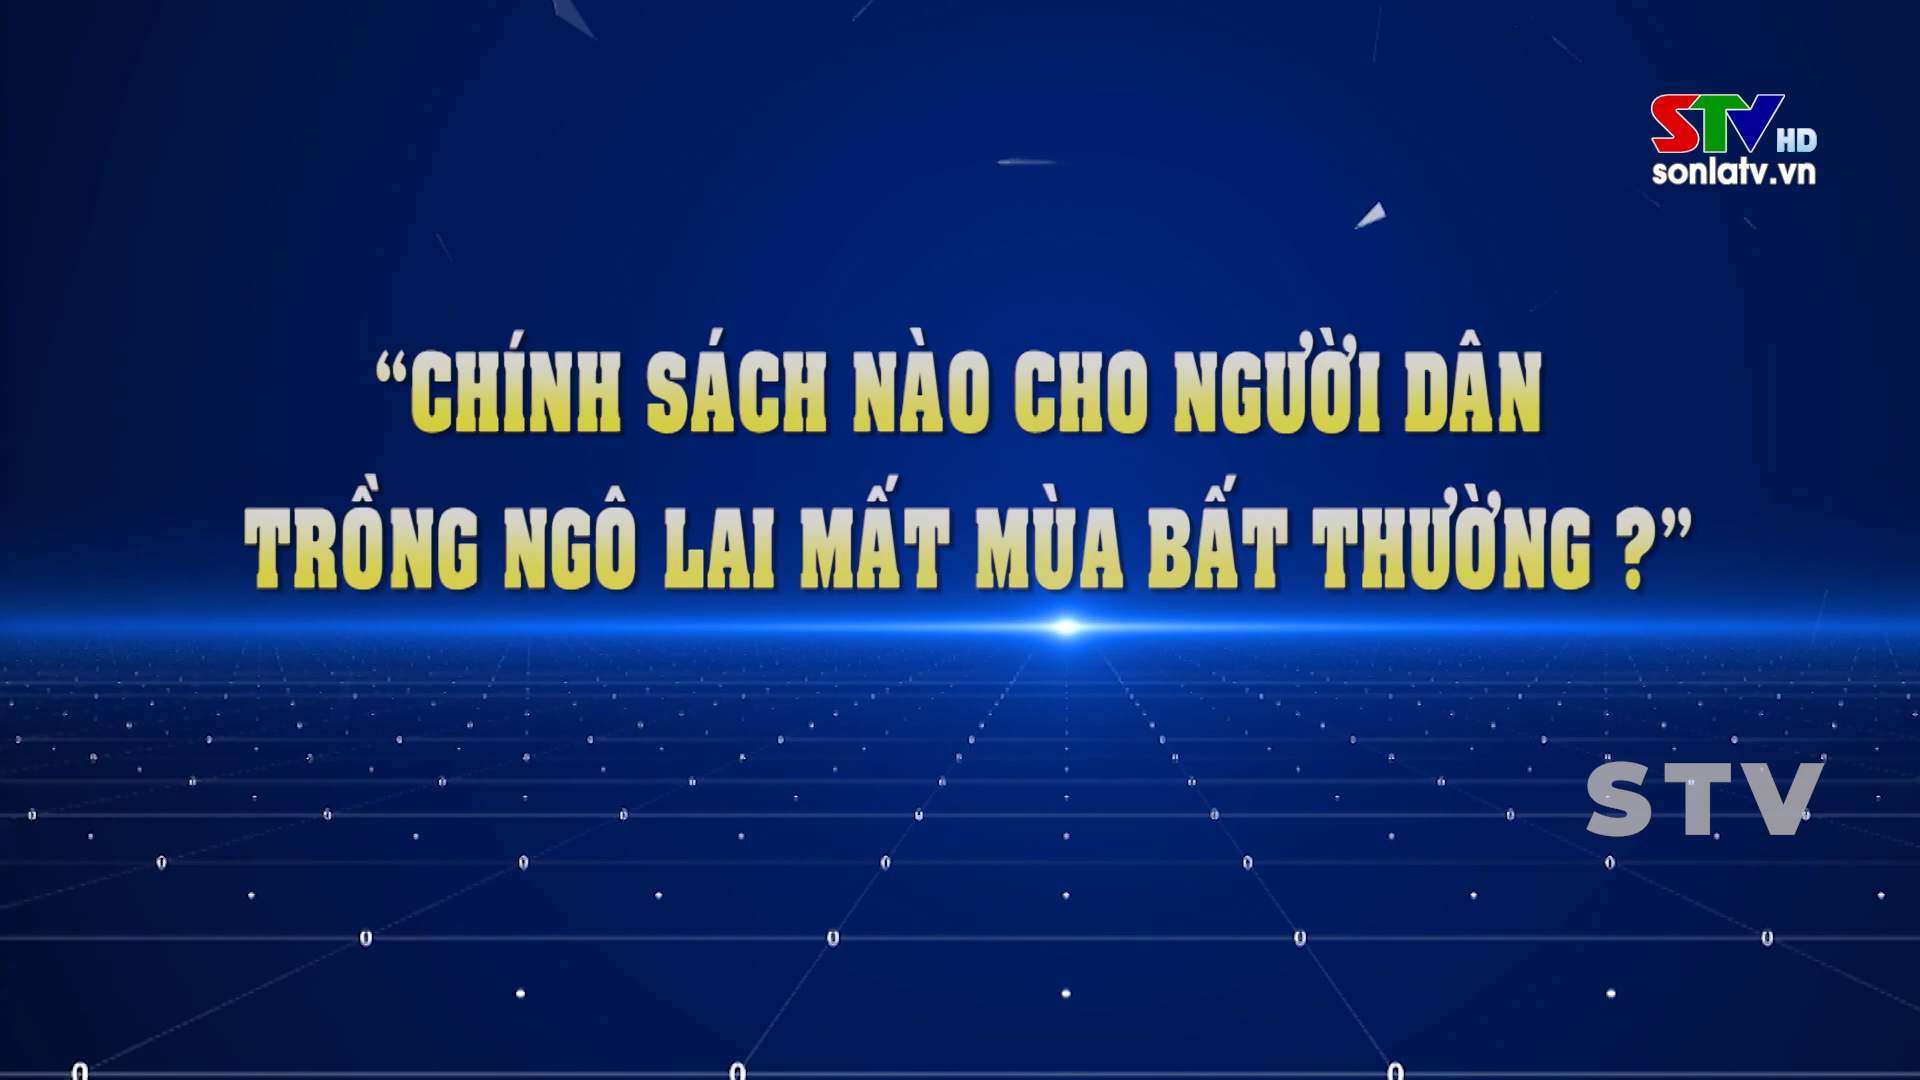 STV HD
sonlatv.vn
“CHÍNH SÁCH NÀO CHO NGƯỜI DÂN
TRỒNG NGÔ LAI MẤT MÙA BẤT THƯỜNG ?”
STV